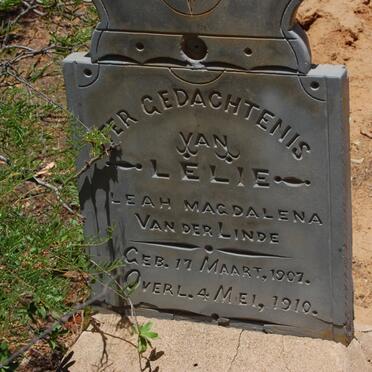 TER GEDACHTENIS
VAN
LELIE
LEAH MAGDALENA
VAN DER LINDE
GEB. 17 MAART, 1907.
OVERL. 4 MEI, 1910.